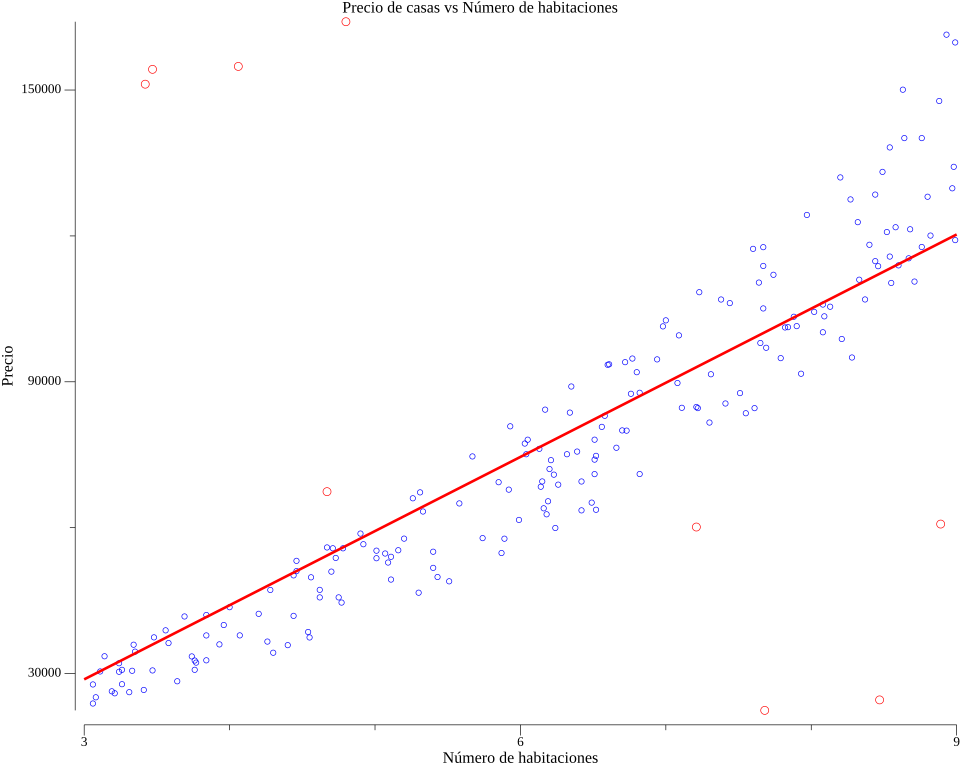 Precio de casas vs Número de habitaciones
150000
90000
30000
Precio
3
6
9
Número de habitaciones